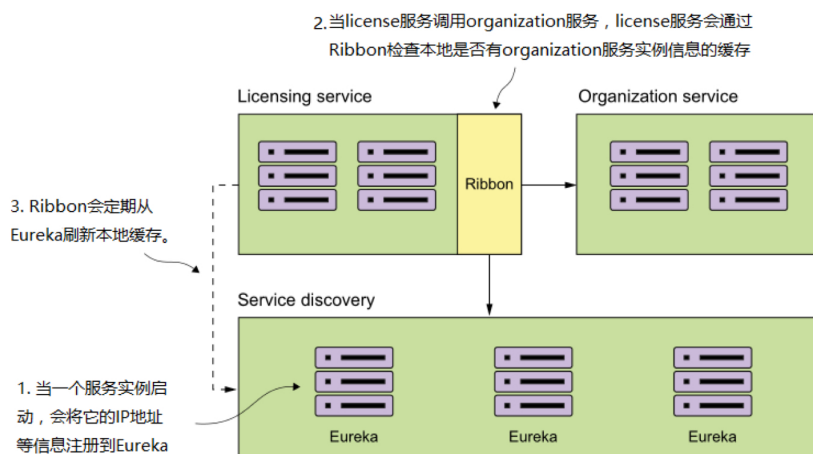 2. 当license服务调用organization服务，license服务会通过
Ribbon检查本地是否有organization服务实例信息的缓存
Licensing service
Organization service
Ribbon
3. Ribbon会定期从
Eureka刷新本地缓存。
Service discovery
1. 当一个服务实例启
动，会将它的IP地址
等信息注册到Eureka
Eureka
Eureka
Eureka